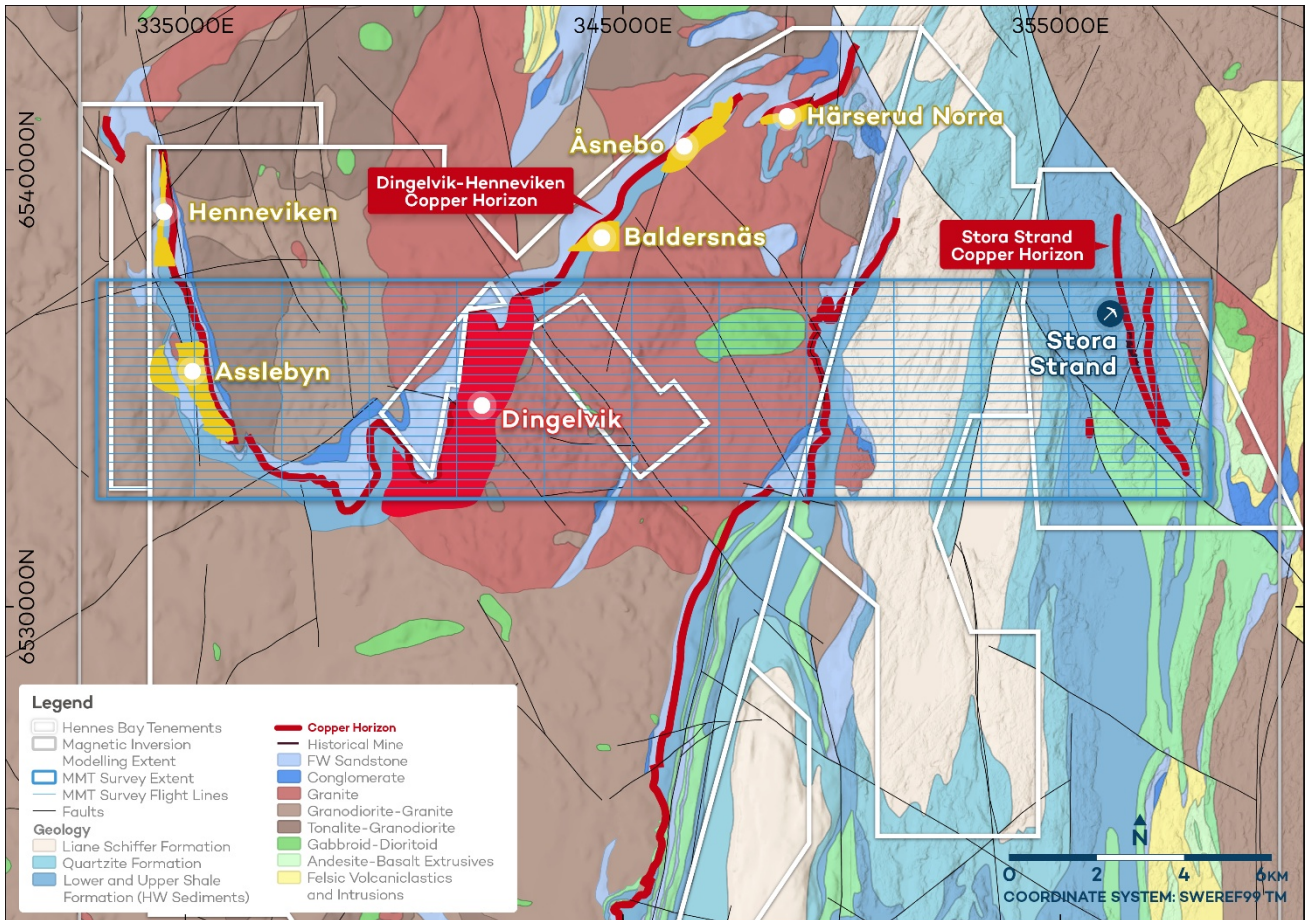 335000E
345000E
355000E
6540000N
6530000N
Härserud Norra
Åsnebo
Dingelvik-Henneviken
Copper Horizon
Henneviken
Baldersnäs
Stora Strand
Copper Horizon
Stora
Strand
Asslebyn
Dingelvik
Legend
Hennes Bay Tenements
Magnetic Inversion
Modelling Extent
MMT Survey Extent
MMT Survey Flight Lines
Faults
Geology
Liane Schiffer Formation
Quartzite Formation
Lower and Upper Shale
Formation (HW Sediments)
Copper Horizon
Historical Mine
FW Sandstone
Conglomerate
Granite
Granodiorite-Granite
Tonalite-Granodiorite
Gabbroid-Dioritoid
Andesite-Basalt Extrusives
Felsic Volcaniclastics
and Intrusions
N
0 2 4 6KM
COORDINATE SYSTEM: SWEREF99 TM